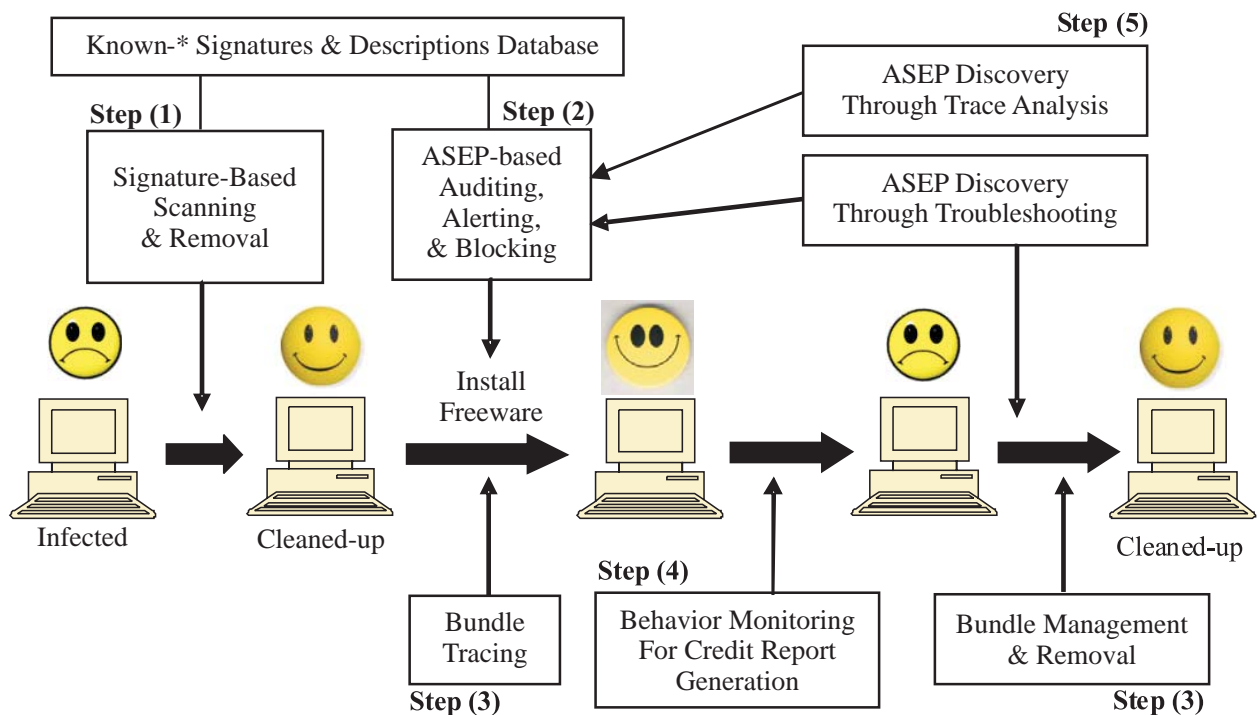 Known-* Signatures & Descriptions Database
Step (1)
Signature-Based
Scanning
& Removal
Step (2)
ASEP-based
Auditing,
Alerting,
& Blocking
Step (5)
ASEP Discovery
Through Trace Analysis
ASEP Discovery
Through Troubleshooting
Install
Freeware
Infected
Cleaned-up
Cleaned-up
Bundle
Tracing
Step (3)
Step (4)
Behavior Monitoring
For Credit Report
Generation
Bundle Management
& Removal
Step (3)